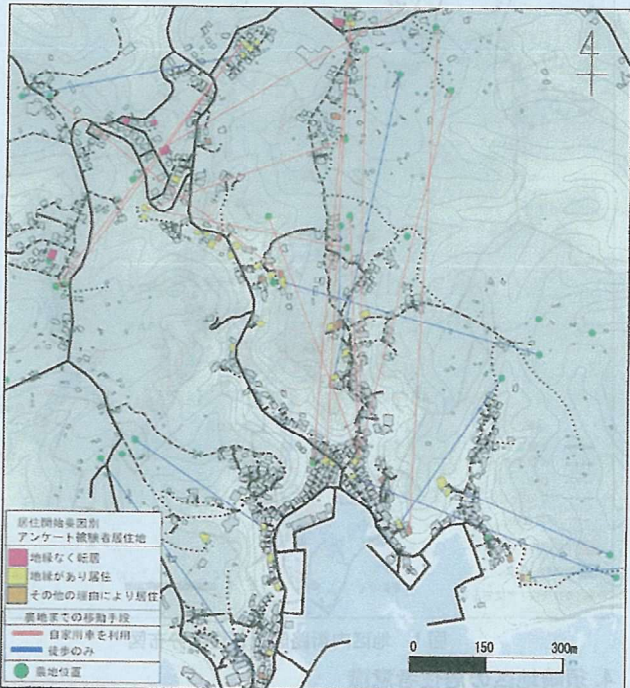 居住開始要因別
アンケート被験者居住地
地縁なく転居
地縁があり居住
その他の理由により居住
農地までの移動手段
自家用車を利用
徒歩のみ
農地位置
0 150 300m
4